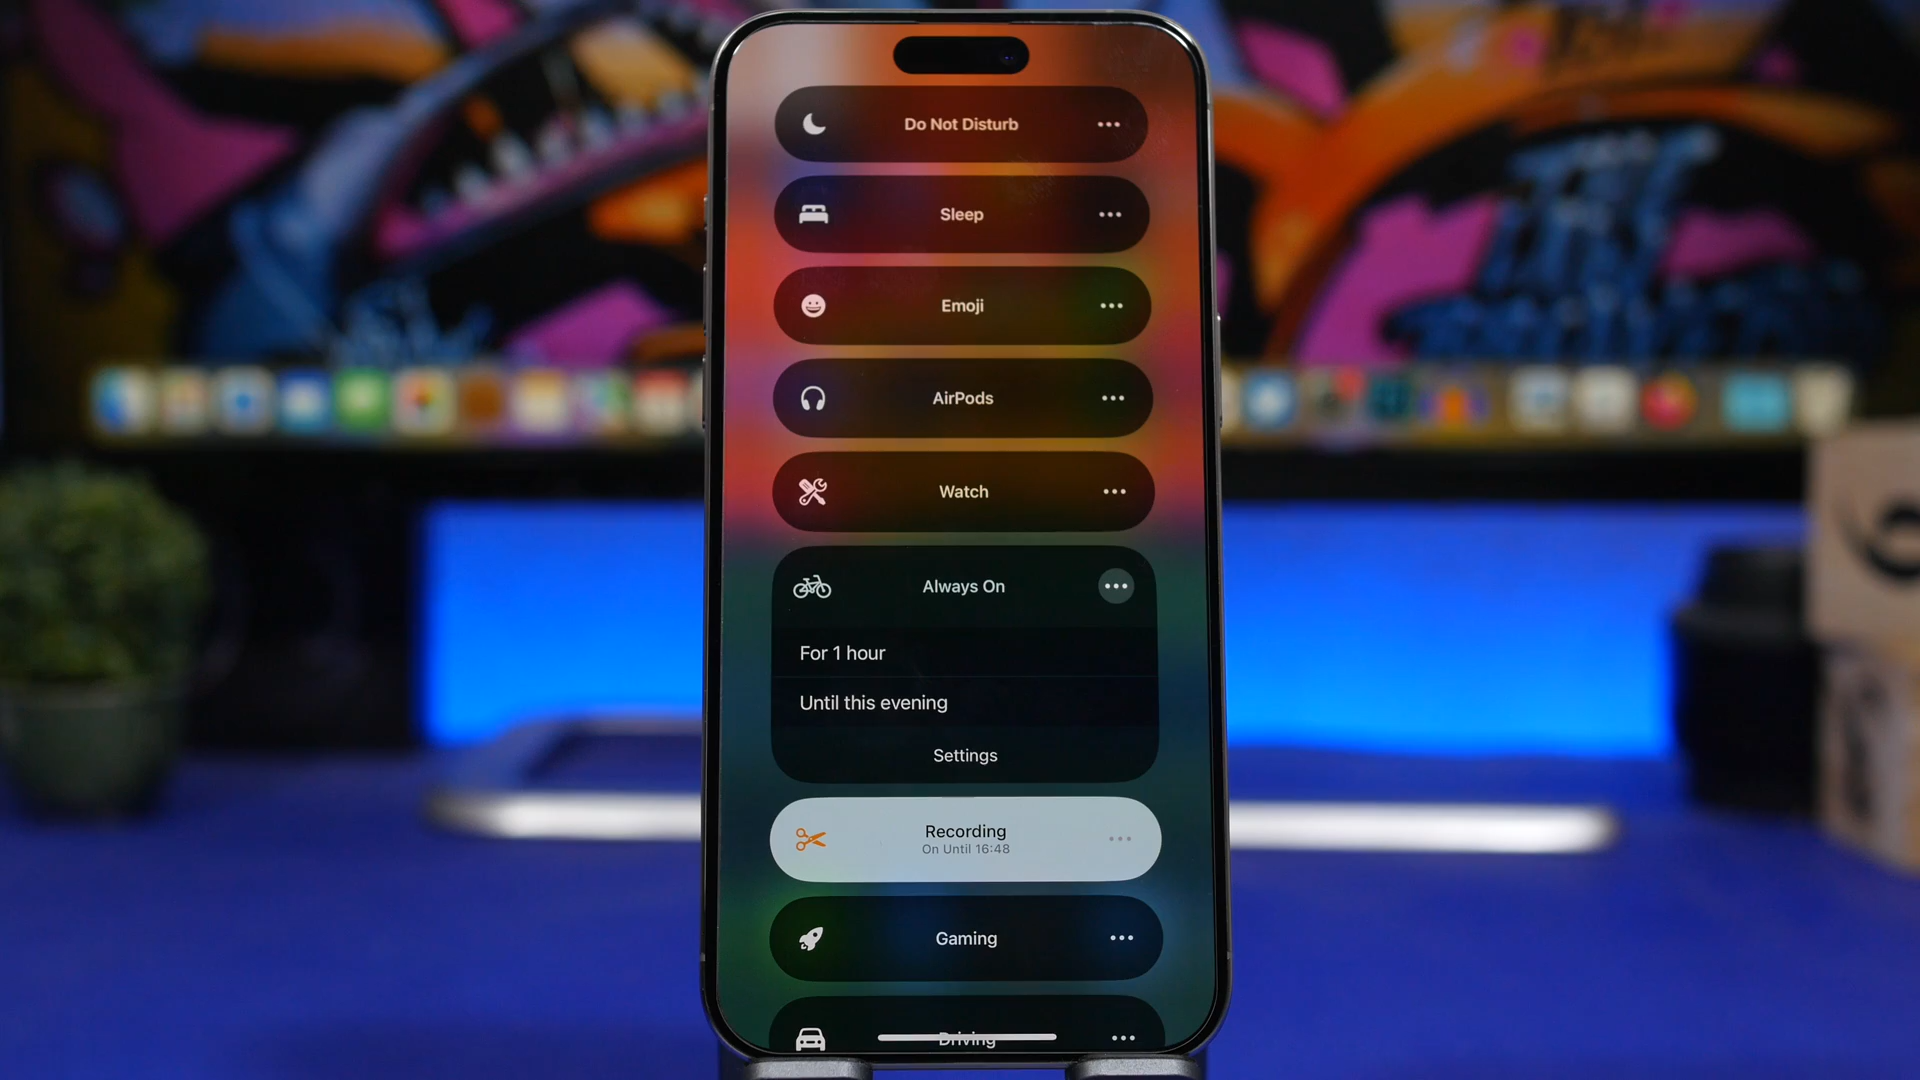 Do Not Disturb
Sleep
Emoji
AirPods
Watch
Always On
For 1 hour
Until this evening
Settings
Recording
On Until 16:48
Gaming
Driving